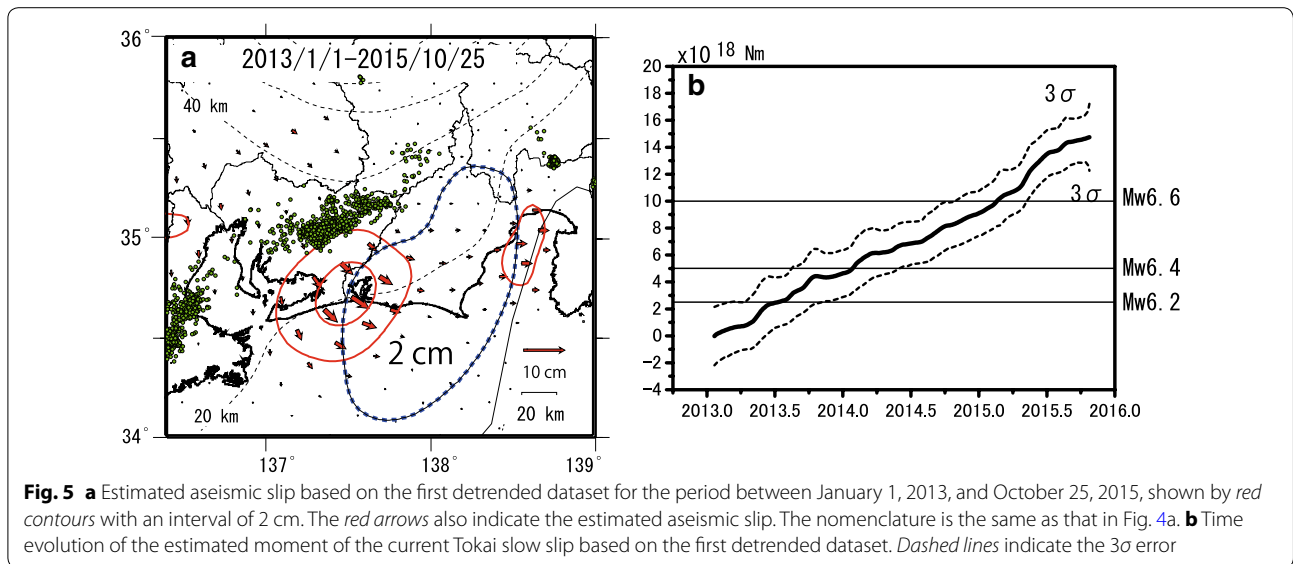 36°
a 2013/1/1-2015/10/25
40 km
35°
2 cm
10 cm
20 km
20 km
34°
137° 138° 139°
x10 18 Nm
b
20
18
16
14
12
10
8
6
4
2
0
-2
-4
3σ
3σ
Mw6.6
Mw6.4
Mw6.2
2013.0 2013.5 2014.0 2014.5 2015.0 2015.5 2016.0
Fig. 5 a Estimated aseismic slip based on the first detrended dataset for the period between January 1, 2013, and October 25, 2015, shown by red
contours with an interval of 2 cm. The red arrows also indicate the estimated aseismic slip. The nomenclature is the same as that in Fig. 4a. b Time
evolution of the estimated moment of the current Tokai slow slip based on the first detrended dataset. Dashed lines indicate the 3σ error